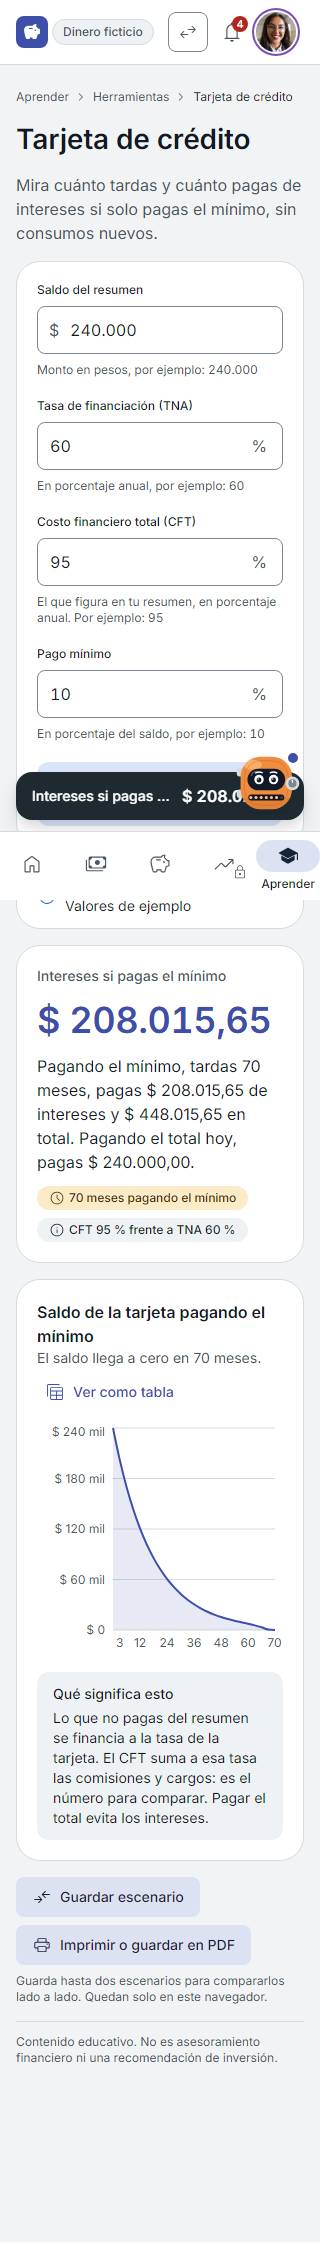 Dinero ficticio
4
Aprender > Herramientas > Tarjeta de crédito
Tarjeta de crédito
Mira cuánto tardas y cuánto pagas de
intereses si solo pagas el mínimo, sin
consumos nuevos.
Saldo del resumen
$ 240.000
Monto en pesos, por ejemplo: 240.000
Tasa de financiación (TNA)
60 %
En porcentaje anual, por ejemplo: 60
Costo financiero total (CFT)
95 %
El que figura en tu resumen, en porcentaje
anual. Por ejemplo: 95
Pago mínimo
10 %
En porcentaje del saldo, por ejemplo: 10
Intereses si pagas ... $ 208.0
Aprender
Valores de ejemplo
Intereses si pagas el mínimo
$ 208.015,65
Pagando el mínimo, tardas 70
meses, pagas $ 208.015,65 de
intereses y $ 448.015,65 en
total. Pagando el total hoy,
pagas $ 240.000,00.
70 meses pagando el mínimo
CFT 95 % frente a TNA 60 %
Saldo de la tarjeta pagando el
mínimo
El saldo llega a cero en 70 meses.
Ver como tabla
$ 240 mil
$ 180 mil
$ 120 mil
$ 60 mil
$ 0
3 12 24 36 48 60 70
Qué significa esto
Lo que no pagas del resumen
se financia a la tasa de la
tarjeta. El CFT suma a esa tasa
las comisiones y cargos: es el
número para comparar. Pagar el
total evita los intereses.
Guardar escenario
Imprimir o guardar en PDF
Guarda hasta dos escenarios para compararlos
lado a lado. Quedan solo en este navegador.
Contenido educativo. No es asesoramiento
financiero ni una recomendación de inversión.